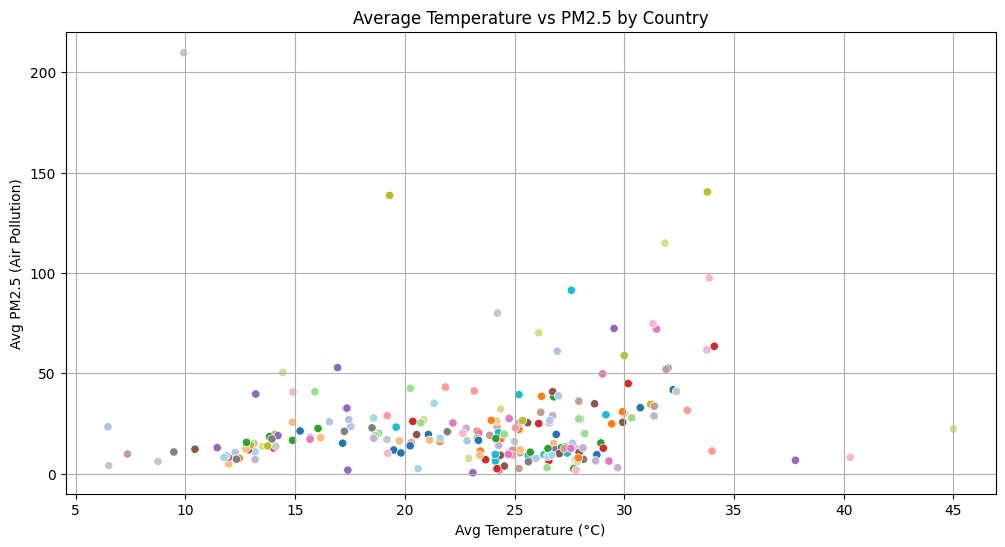 Average Temperature vs PM2.5 by Country
Avg PM2.5 (Air Pollution)
200
150
100
50
0
5 10 15 20 25 30 35 40 45
Avg Temperature (°C)